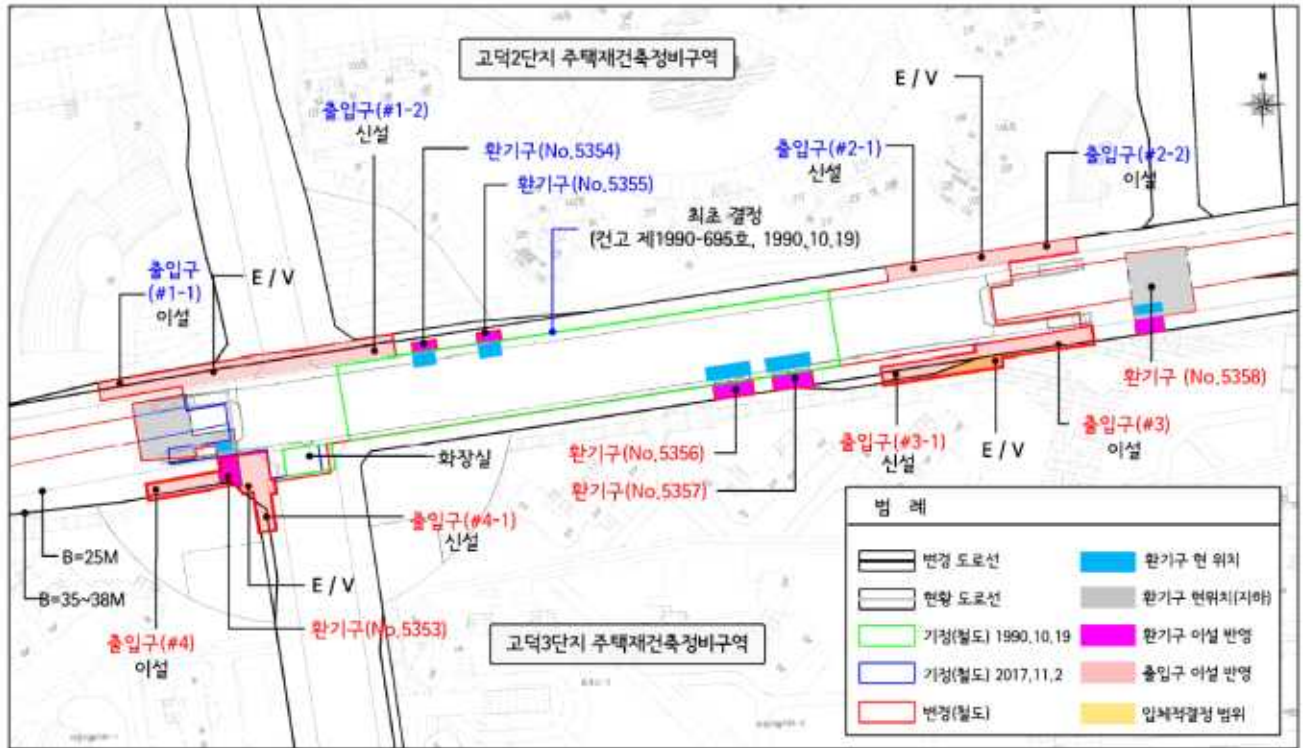 고덕2단지 주택재건축정비구역
E / V
출입구(#1-2)
신설
환기구(No.5354)
환기구(No.5355)
출입구(#2-1)
신설
출입구(#2-2)
이설
최초 결정
(건고 제1990-695호, 1990.10.19)
출입구
(#1-1)
이설
E / V
환기구 (No.5358)
화장실
환기구(No.5356)
환기구(No.5357)
출입구(#3-1)
신설
E / V
출입구(#3)
이설
출입구(#4-1)
신설
B=25M
B=35~38M
E / V
출입구(#4)
이설
환기구(No.5353)
고덕3단지 주택재건축정비구역
범 례
변경 도로선
현황 도로선
기정(철도) 1990.10.19
기정(철도) 2017.11.2
변경(철도)
환기구 현 위치
환기구 현위치(지하)
환기구 이설 반영
출입구 이설 반영
입체적결정 범위